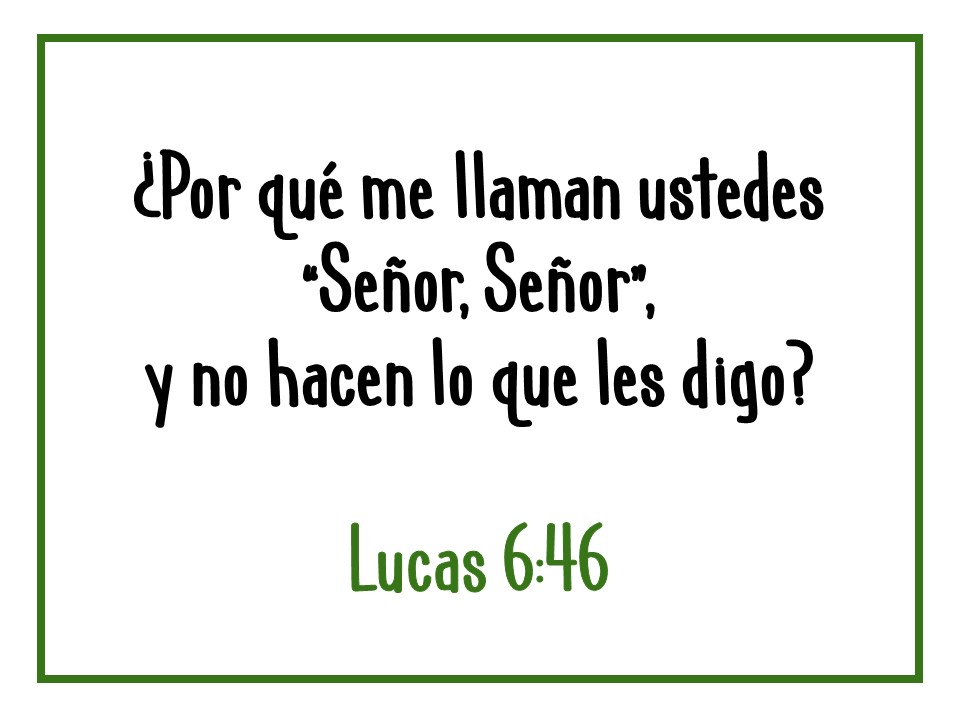 ¿Por qué me llaman ustedes
“Señor, Señor”,
y no hacen lo que les digo?
Lucas 6:46